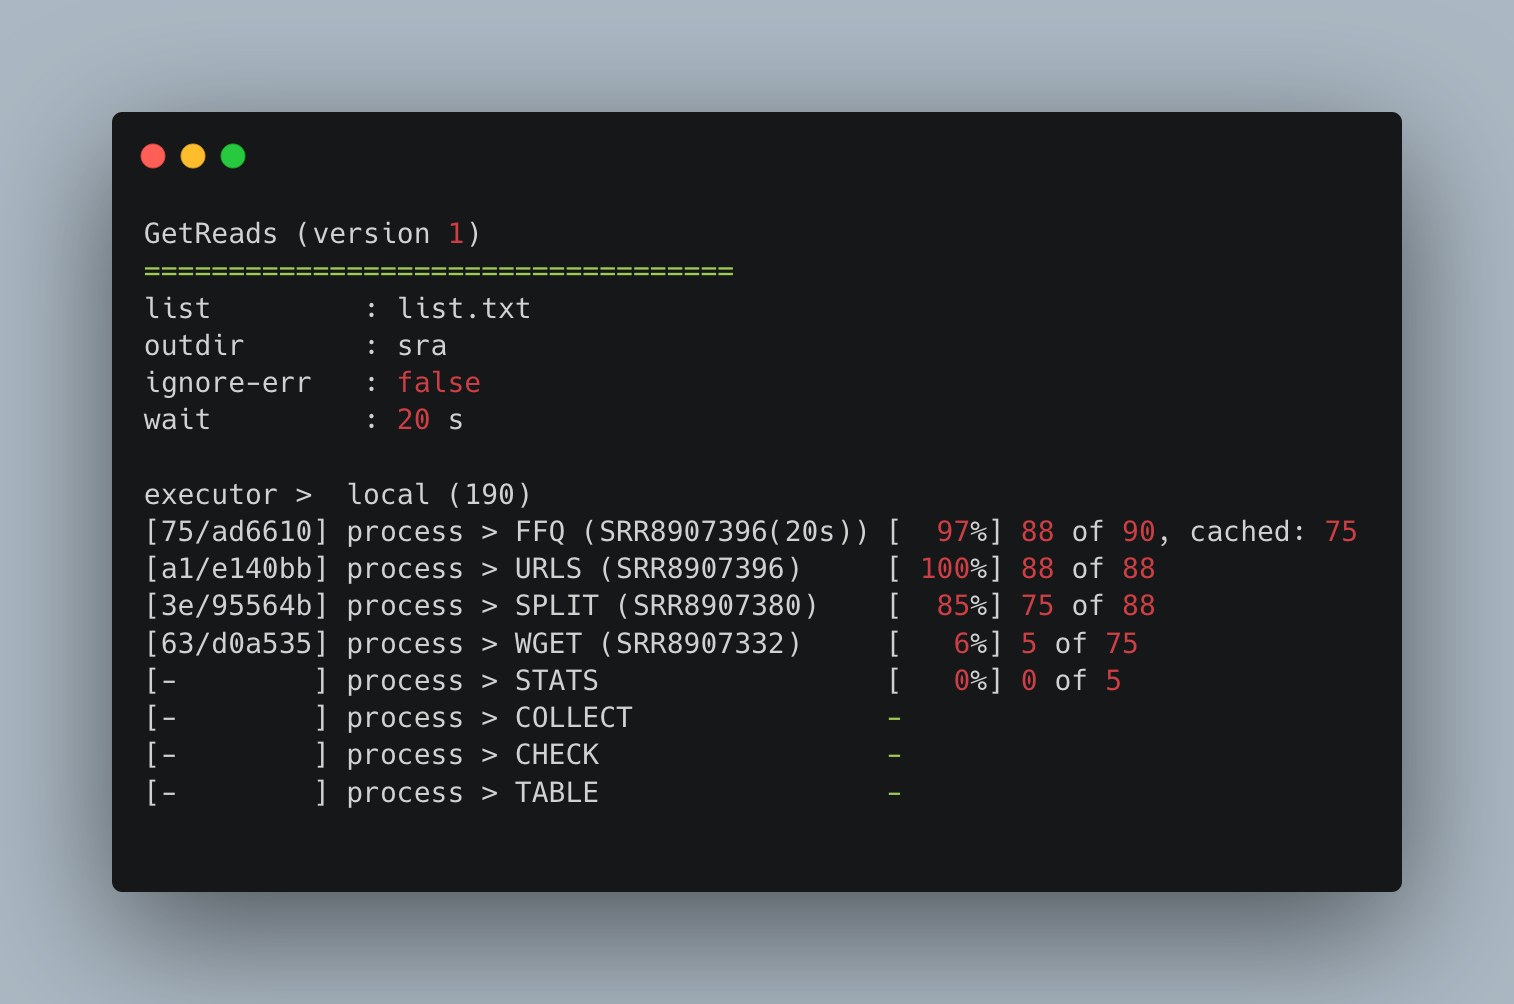 GetReads (version 1)
===================================
list         : list.txt
outdir       : sra
ignore-err   : false
wait         : 20 s

executor >  local (190)
[75/ad6610] process > FFQ (SRR8907396(20s)) [  97%] 88 of 90, cached: 75
[a1/e140bb] process > URLS (SRR8907396)     [ 100%] 88 of 88
[3e/95564b] process > SPLIT (SRR8907380)    [  85%] 75 of 88
[63/d0a535] process > WGET (SRR8907332)     [   6%] 5 of 75
[-        ] process > STATS                 [   0%] 0 of 5
[-        ] process > COLLECT               -
[-        ] process > CHECK                 -
[-        ] process > TABLE                 -